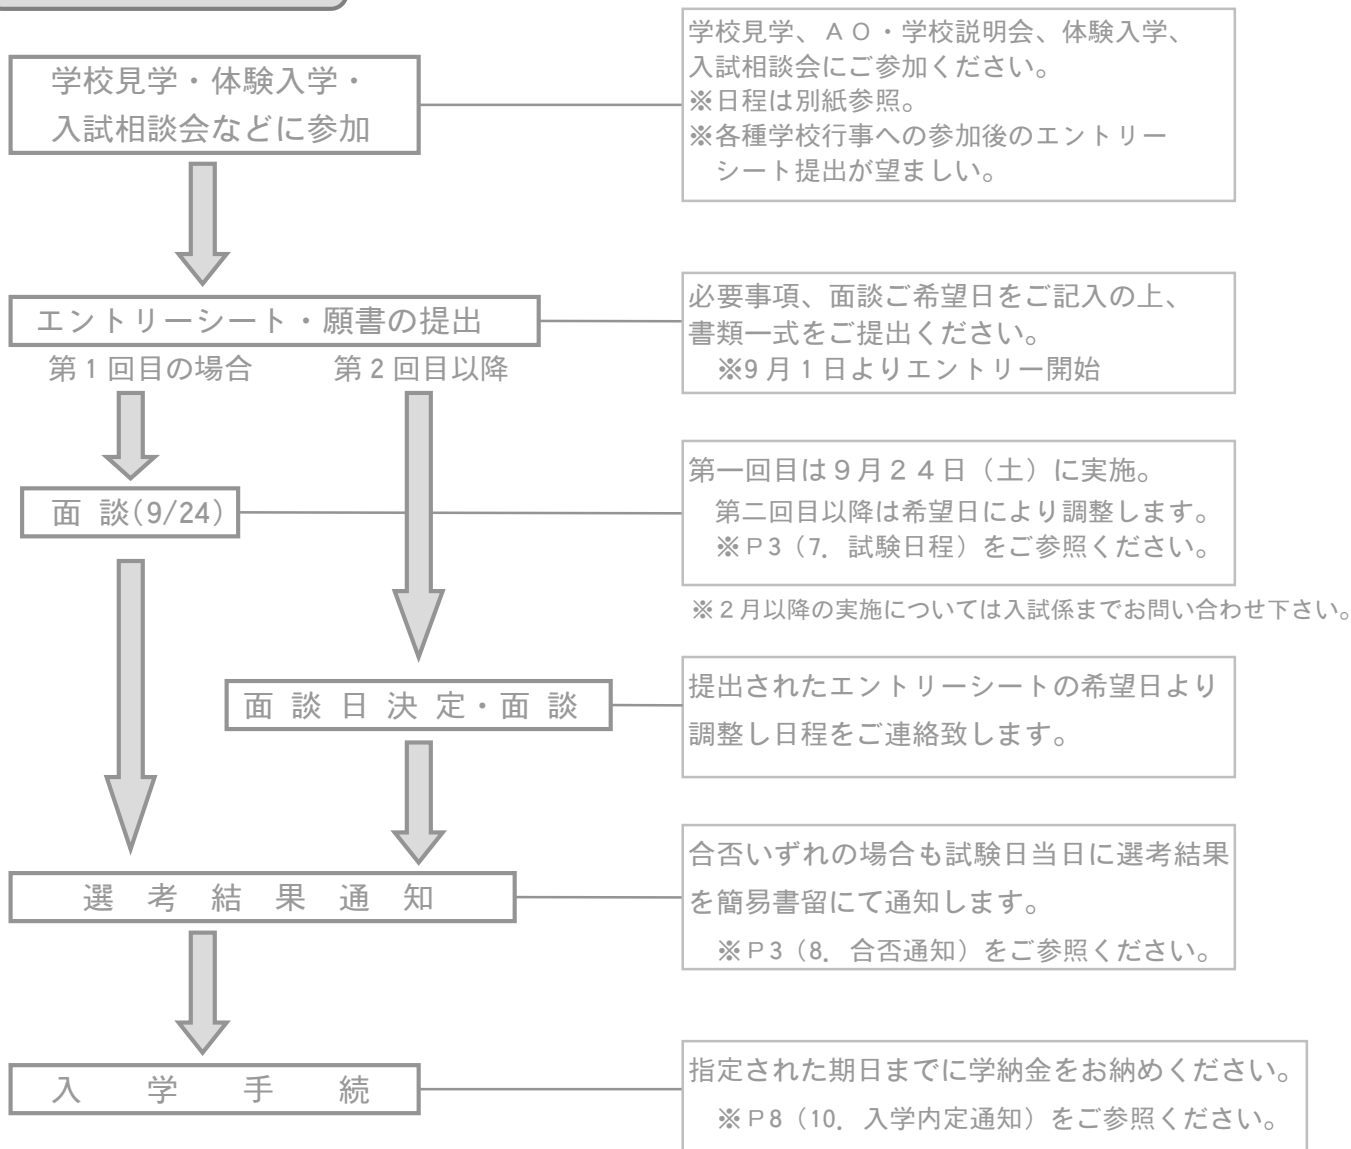 学校見学・体験入学・
入試相談会などに参加
学校見学、AO・学校説明会、体験入学、
入試相談会にご参加ください。
※日程は別紙参照。
※各種学校行事への参加後のエントリー
シート提出が望ましい。
エントリーシート・願書の提出
必要事項、面談ご希望日をご記入の上、
書類一式をご提出ください。
※9月1日よりエントリー開始
第1回目の場合
第2回目以降
面 談(9/24)
第一回目は9月24日(土)に実施。
第二回目以降は希望日により調整します。
※P3(7. 試験日程)をご参照ください。
※2月以降の実施については入試係までお問い合わせ下さい。
面 談 日 決 定・面 談
提出されたエントリーシートの希望日より
調整し日程をご連絡致します。
選 考 結 果 通 知
合否いずれの場合も試験日当日に選考結果
を簡易書留にて通知します。
※P3(8. 合否通知)をご参照ください。
入 学 手 続
指定された期日までに学納金をお納めください。
※P8(10. 入学内定通知)をご参照ください。